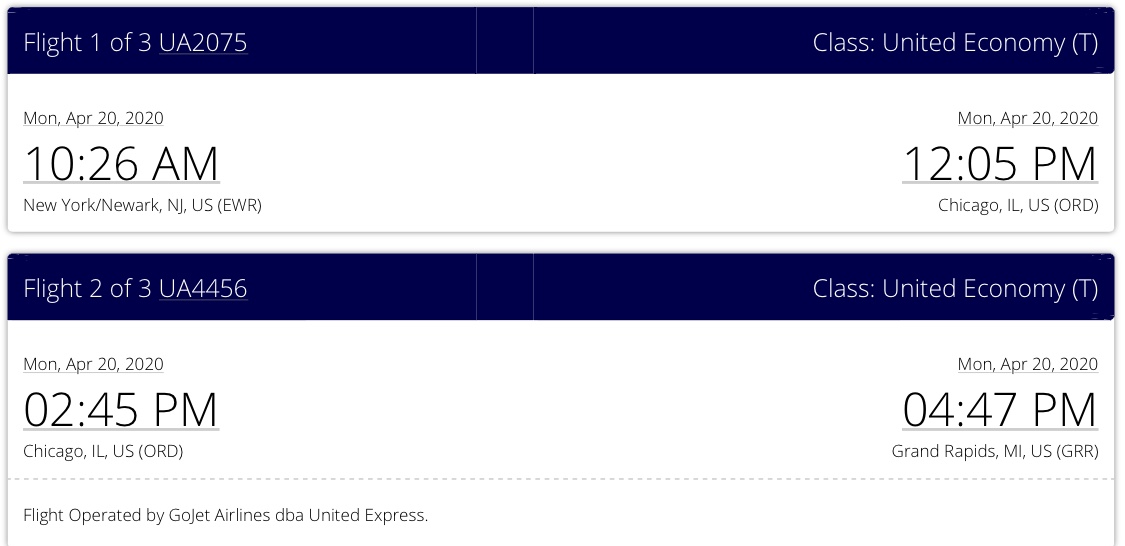 Flight 1 of 3 UA2075 Class: United Economy (T)
Mon, Apr 20, 2020 Mon, Apr 20, 2020
10:26 AM 12:05 PM
New York/Newark, NJ, US (EWR) Chicago, IL, US (ORD)
Flight 2 of 3 UA4456 Class: United Economy (T)
Mon, Apr 20, 2020 Mon, Apr 20, 2020
02:45 PM 04:47 PM
Chicago, IL, US (ORD) Grand Rapids, MI, US (GRR)
Flight Operated by GoJet Airlines dba United Express.